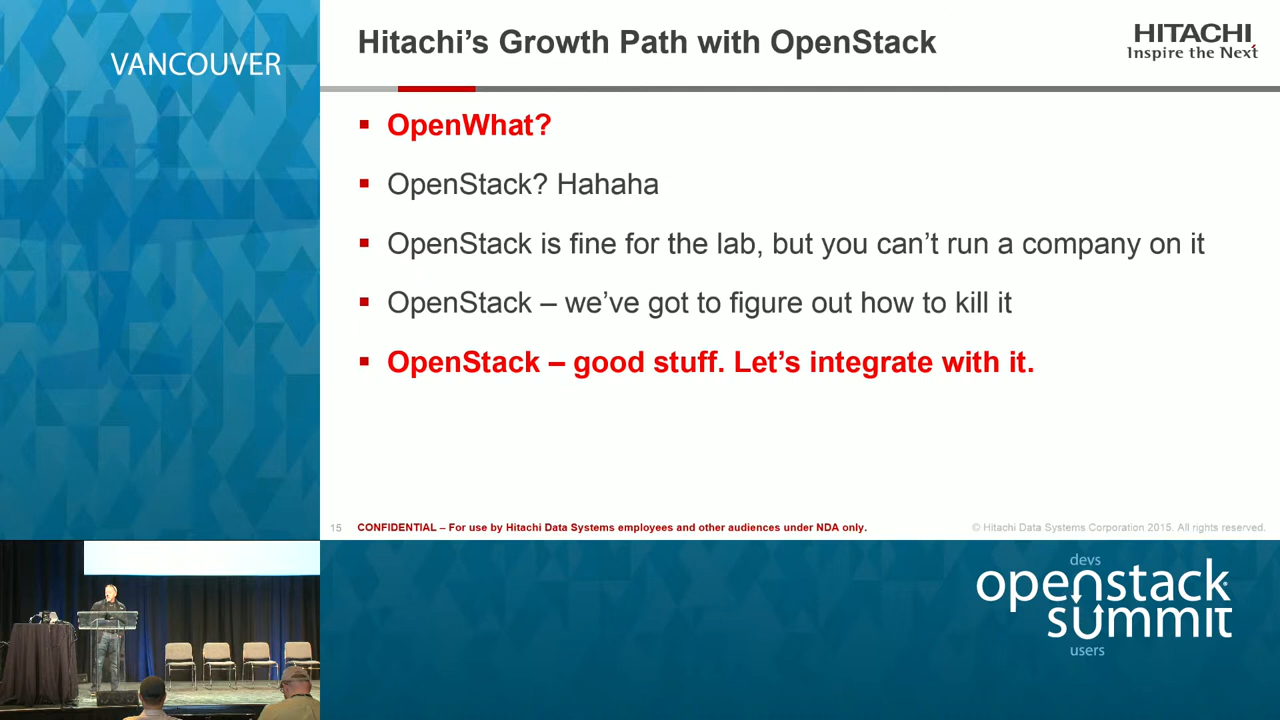 VANCOUVER
Hitachi’s Growth Path with OpenStack
HITACHI
Inspire the Next
OpenWhat?
OpenStack? Hahaha
OpenStack is fine for the lab, but you can’t run a company on it
OpenStack – we’ve got to figure out how to kill it
OpenStack – good stuff. Let’s integrate with it.
15 CONFIDENTIAL – For use by Hitachi Data Systems employees and other audiences under NDA only.
© Hitachi Data Systems Corporation 2015. All rights reserved.
devs
openstack
summit
users